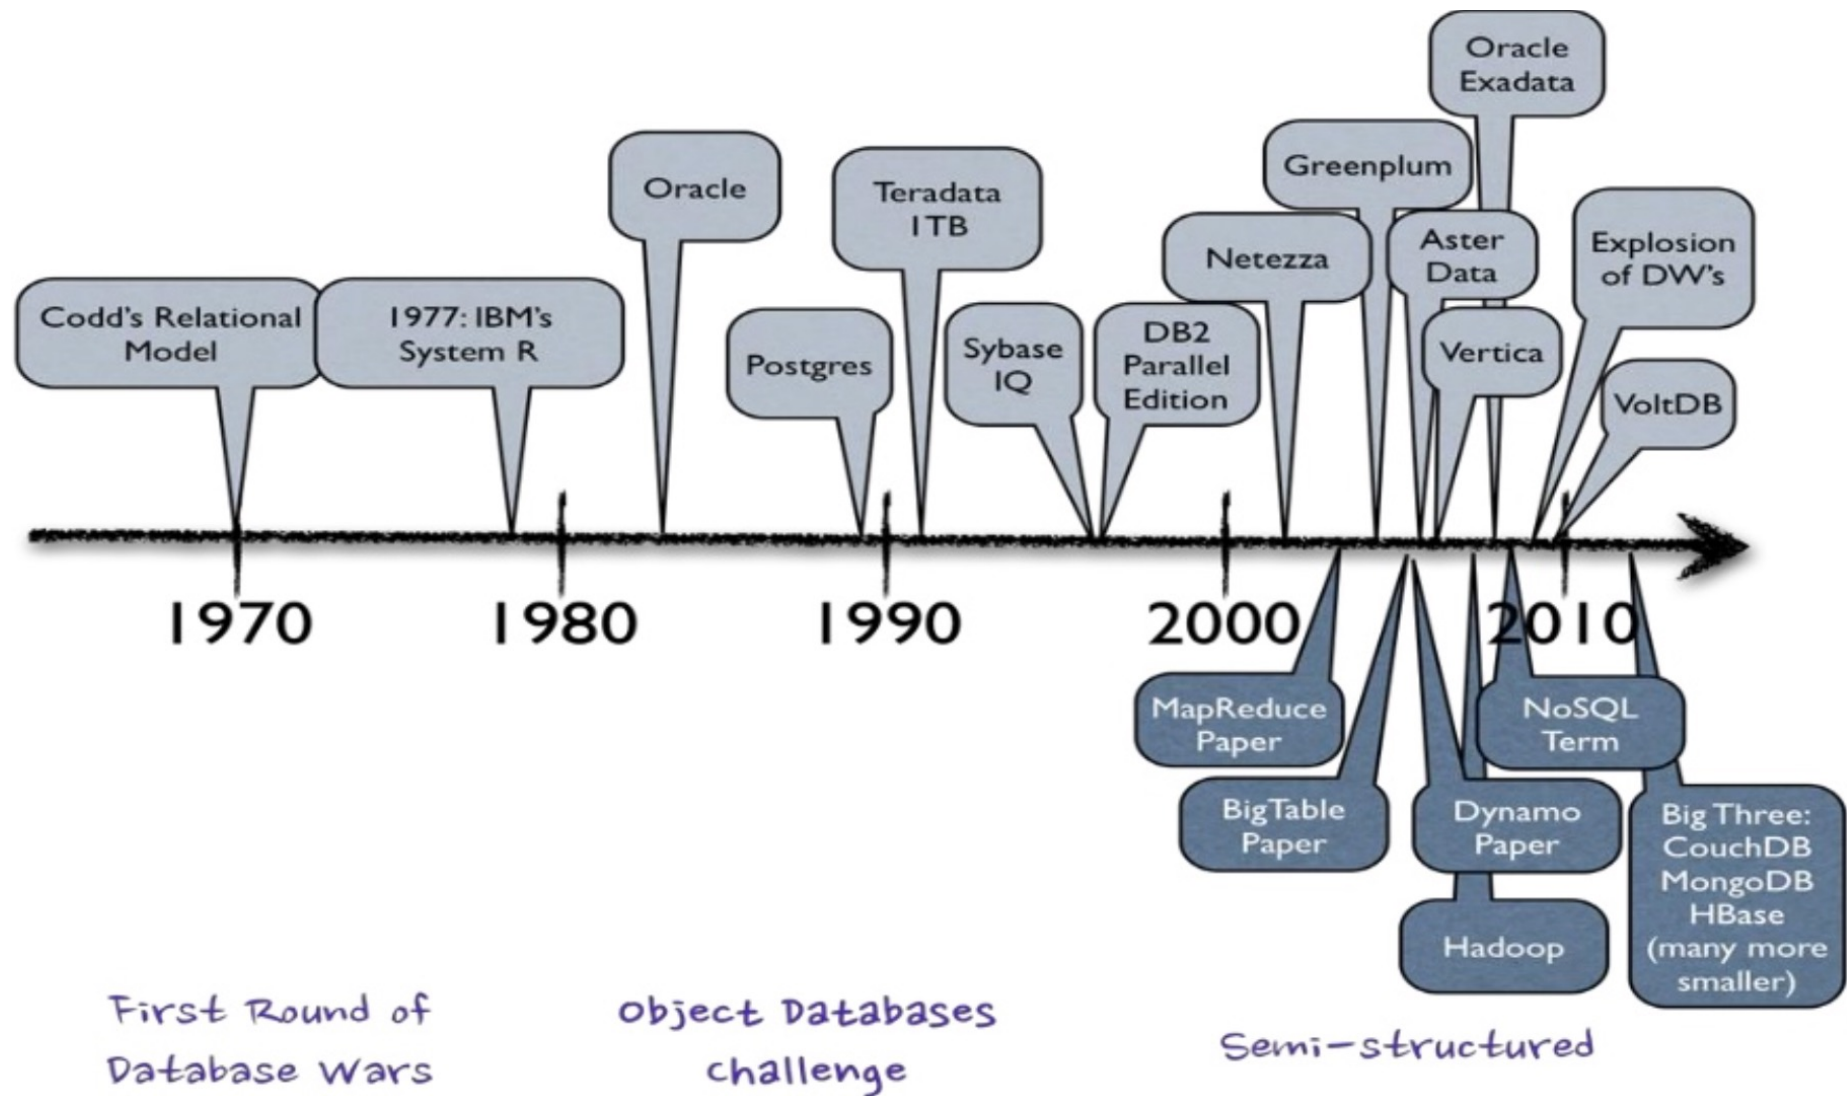 Oracle
Exadata
Greenplum
Oracle
Teradata
1TB
Netezza
Aster
Data
Explosion
of DW's
Codd's Relational
Model
1977: IBM's
System R
Postgres
Sybase
IQ
DB2
Parallel
Edition
Vertica
VoltDB
1970
1980
1990
2000
2010
MapReduce
Paper
NoSQL
Term
BigTable
Paper
Dynamo
Paper
Big Three:
CouchDB
MongoDB
HBase
(many more
smaller)
Hadoop
First Round of
Database Wars
Object Databases
challenge
Semi-structured